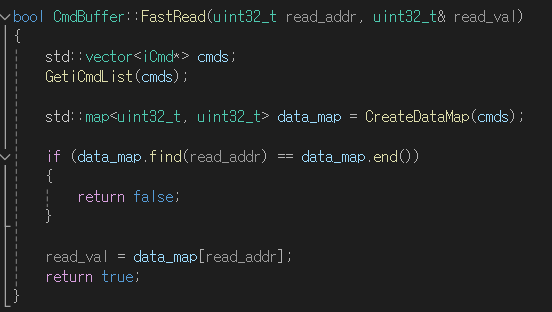 bool CmdBuffer::FastRead(uint32_t read_addr, uint32_t& read_val)
{
    std::vector<iCmd*> cmds;
    GetiCmdList(cmds);
    std::map<uint32_t, uint32_t> data_map = CreateDataMap(cmds);
    if (data_map.find(read_addr) == data_map.end())
    {
        return false;
    }
    read_val = data_map[read_addr];
    return true;
}